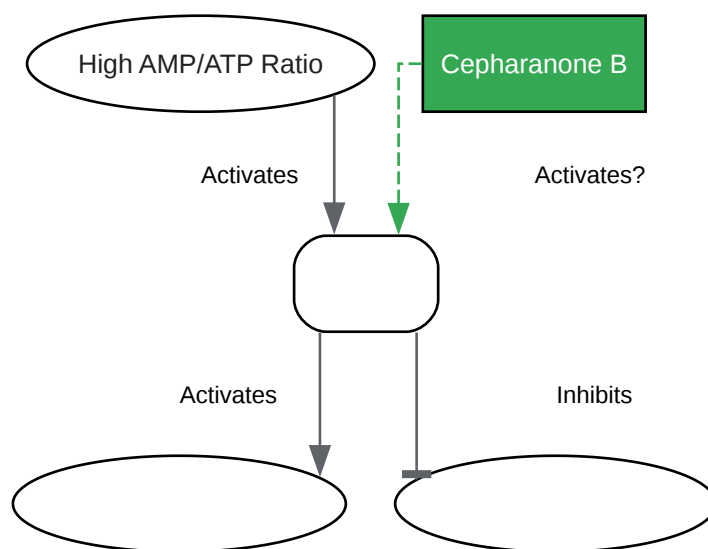 High AMP/ATP Ratio
Cepharanone B
Activates
Activates?
Activates
Inhibits